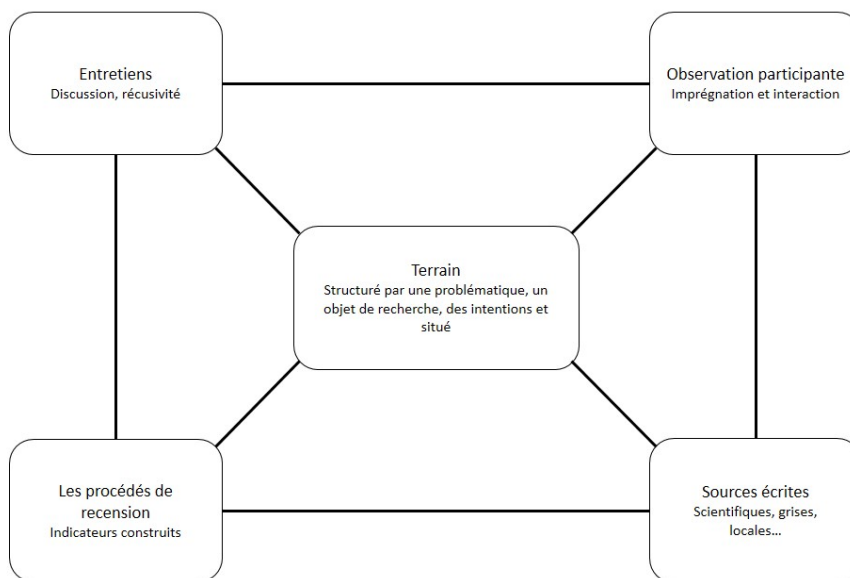 Entretiens
Discussion, récusivité
Observation participante
Imprégnation et interaction
Terrain
Structuré par une problématique, un
objet de recherche, des intentions et
situé
Les procédés de
recension
Indicateurs construits
Sources écrites
Scientifiques, grises,
locales…